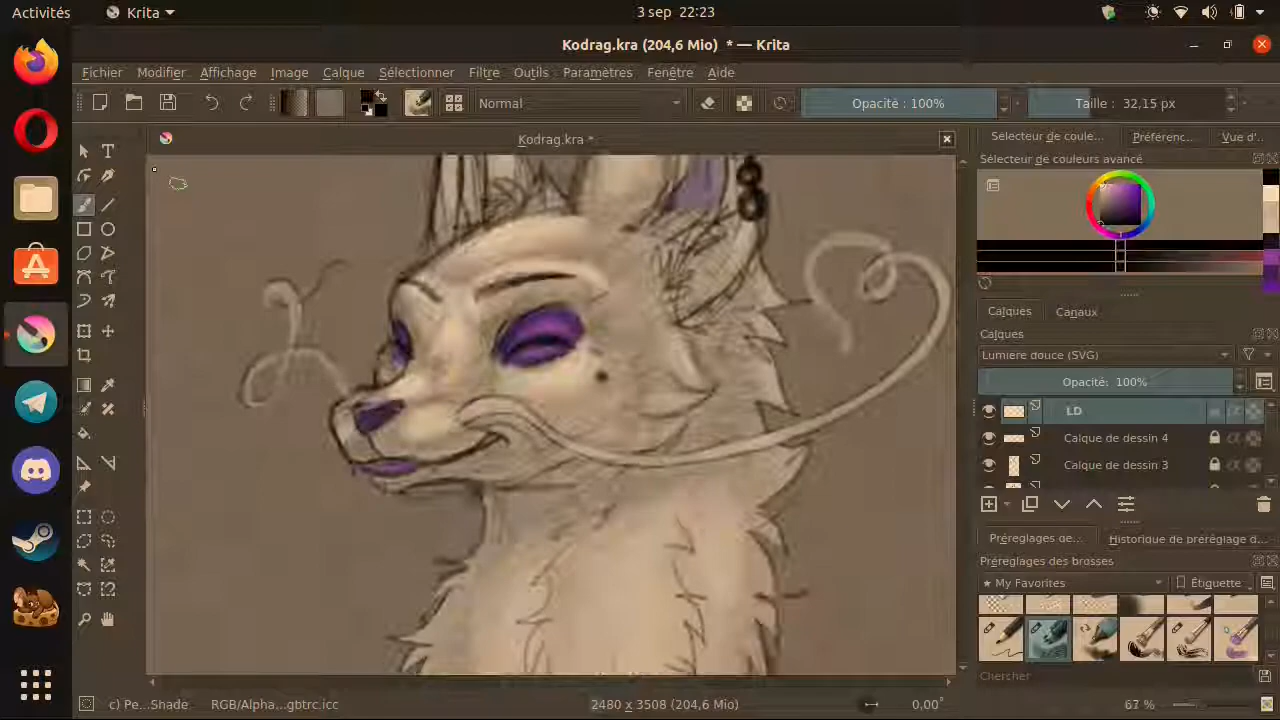 Activités Krita 3 sep 22:23
Kodrag.kra (204,6 Mio) * — Krita
Fichier Modifier Affichage Image Calque Sélectionner Filtre Outils Paramètres Fenêtre Aide
Normal Opacité : 100% Taille : 32,15 px
Kodrag.kra *
Sélecteur de coule... Préférenc... Vue d'...
Sélecteur de couleurs avancé
Calques Canaux
Calques
Lumière douce (SVG)
Opacité: 100%
LD
Calque de dessin 4
Calque de dessin 3
Préréglages de... Historique de préréglage d...
Préréglages des brosses
★ My Favorites Étiquette
Chercher
c) Pe...Shade RGB/Alpha...gbtrc.icc 2480 x 3508 (204,6 Mio) 0,00° 67 %